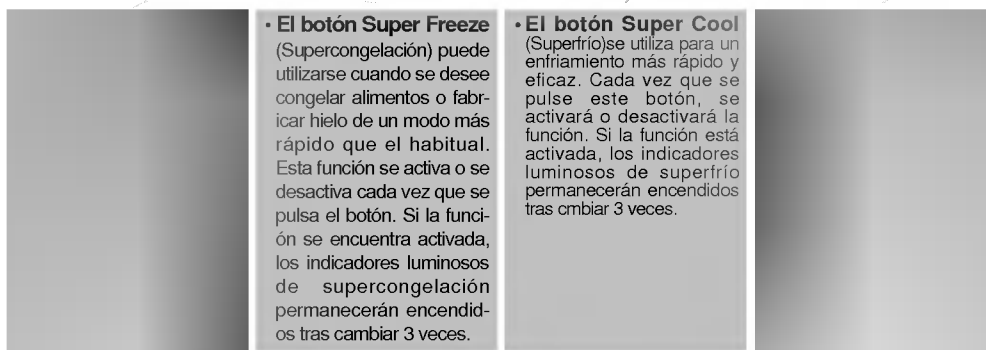 • El botón Super Freeze
(Supercongelación) puede
utilizarse cuando se desee
congelar alimentos o fabr-
icar hielo de un modo más
rápido que el habitual.
Esta función se activa o se
desactiva cada vez que se
pulsa el botón. Si la funci-
ón se encuentra activada,
los indicadores luminosos
de supercongelación
permanecerán encendid-
os tras cambiar 3 veces.
• El botón Super Cool
(Superfrío)se utiliza para un
enfriamiento más rápido y
eficaz. Cada vez que se
pulse este botón, se
activará o desactivará la
función. Si la función está
activada, los indicadores
luminosos de superfrío
permanecerán encendidos
tras cmbiar 3 veces.